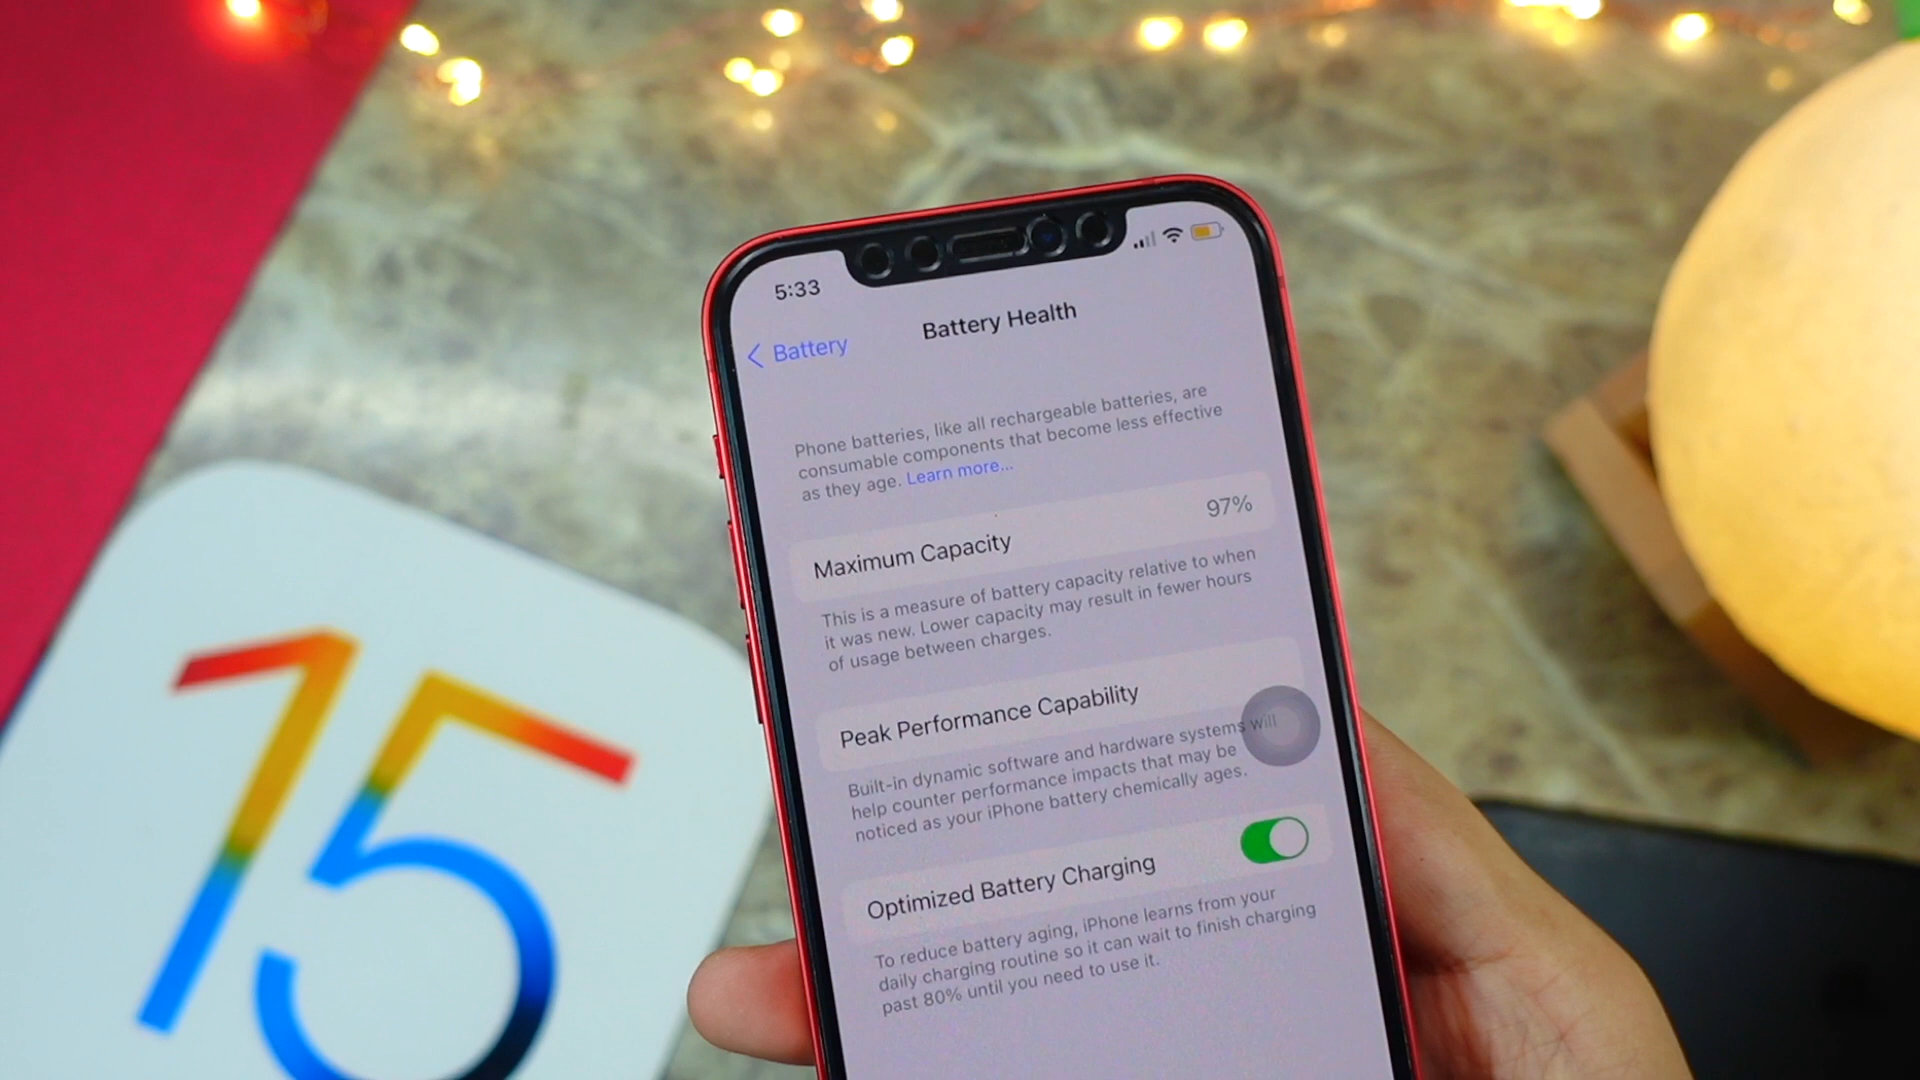 5:33
Battery
Battery Health
Phone batteries, like all rechargeable batteries, are
consumable components that become less effective
as they age. Learn more...
Maximum Capacity 97%
This is a measure of battery capacity relative to when
it was new. Lower capacity may result in fewer hours
of usage between charges.
Peak Performance Capability
Built-in dynamic software and hardware systems will
help counter performance impacts that may be
noticed as your iPhone battery chemically ages.
Optimized Battery Charging
To reduce battery aging, iPhone learns from your
daily charging routine so it can wait to finish charging
past 80% until you need to use it.
15